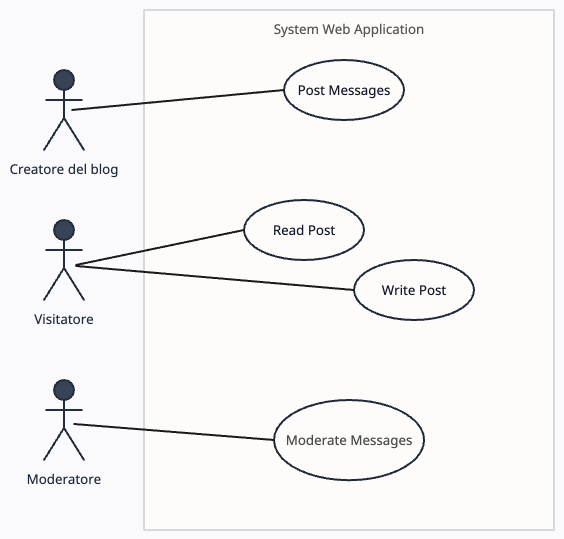 System Web Application
Post Messages
Creatore del blog
Read Post
Write Post
Visitatore
Moderate Messages
Moderatore